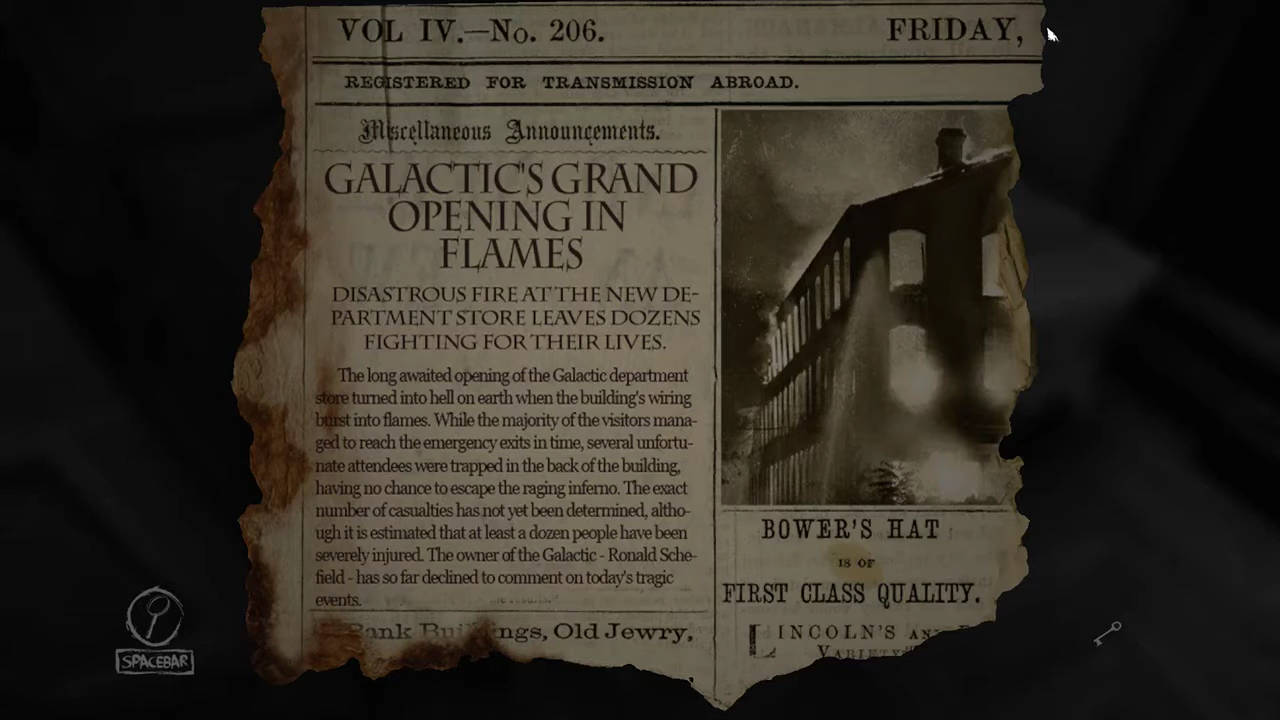 VOL IV.—No. 206.
FRIDAY,
REGISTERED FOR TRANSMISSION ABROAD.
Miscellaneous Announcements.
GALACTIC'S GRAND
OPENING IN
FLAMES
DISASTROUS FIRE AT THE NEW DE-
PARTMENT STORE LEAVES DOZENS
FIGHTING FOR THEIR LIVES.
The long awaited opening of the Galactic department
store turned into hell on earth when the building's wiring
burst into flames. While the majority of the visitors mana-
ged to reach the emergency exits in time, several unfortu-
nate attendees were trapped in the back of the building,
having no chance to escape the raging inferno. The exact
number of casualties has not yet been determined, altho-
ugh it is estimated that at least a dozen people have been
severely injured. The owner of the Galactic - Ronald Sche-
field - has so far declined to comment on today's tragic
events.
Bank Buildings, Old Jewry,
BOWER'S HAT
IS OF
FIRST CLASS QUALITY.
LINCOLN'S
VARIETY
SPACEBAR